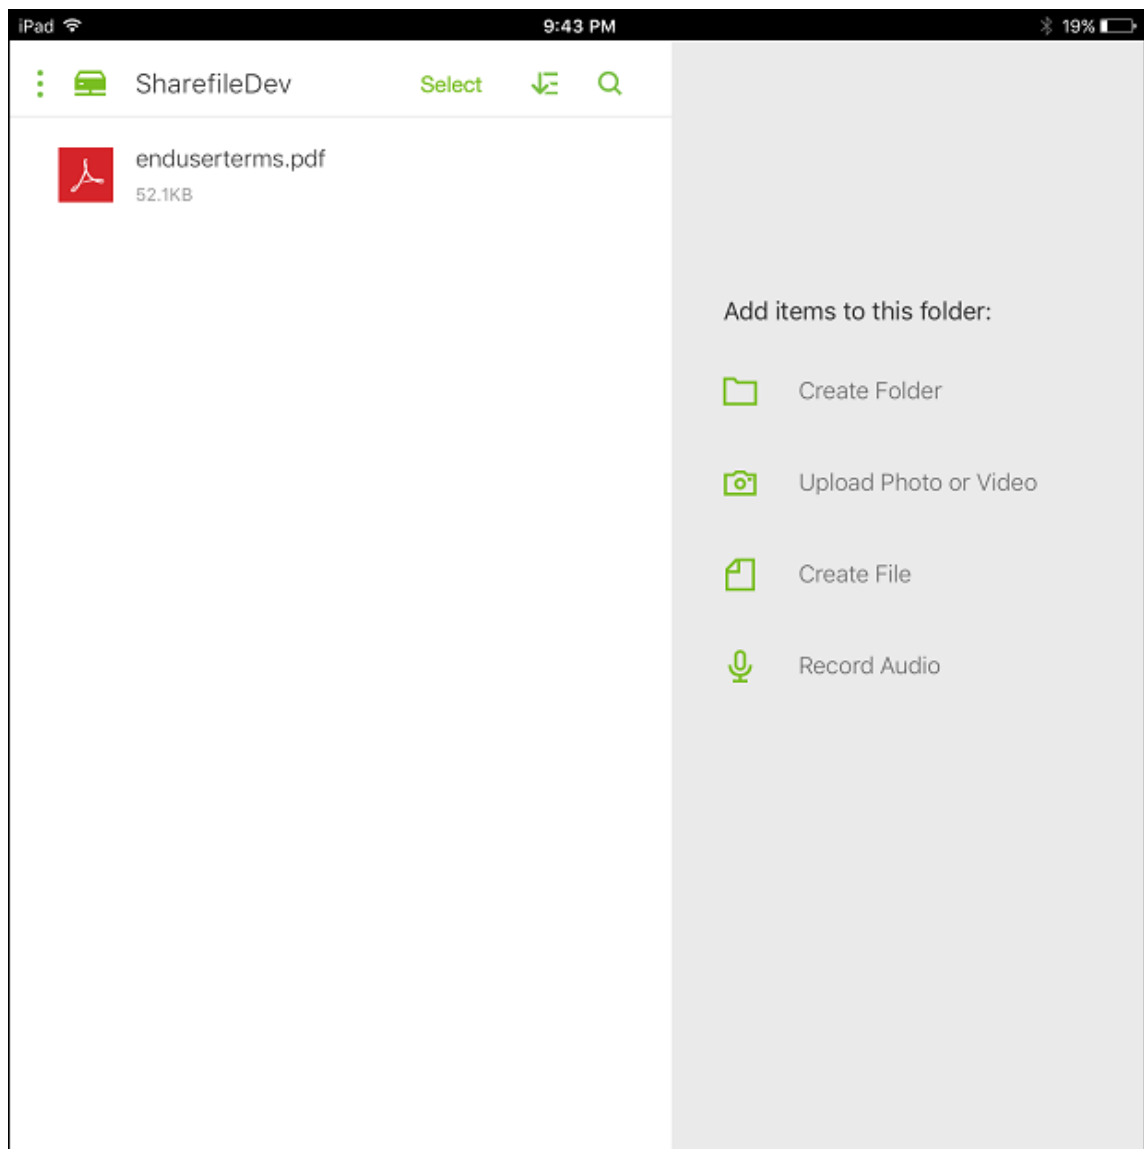 iPad 9:43 PM 19%
SharefileDev Select
enduserterms.pdf
52.1KB
Add items to this folder:
Create Folder
Upload Photo or Video
Create File
Record Audio